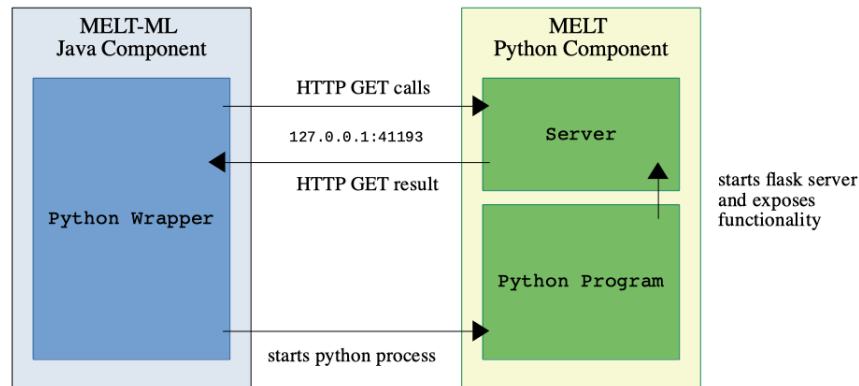 MELT-ML
Java Component
Python Wrapper
HTTP GET calls
127.0.0.1:41193
HTTP GET result
starts python process
MELT
Python Component
Server
Python Program
starts flask server
and exposes
functionality